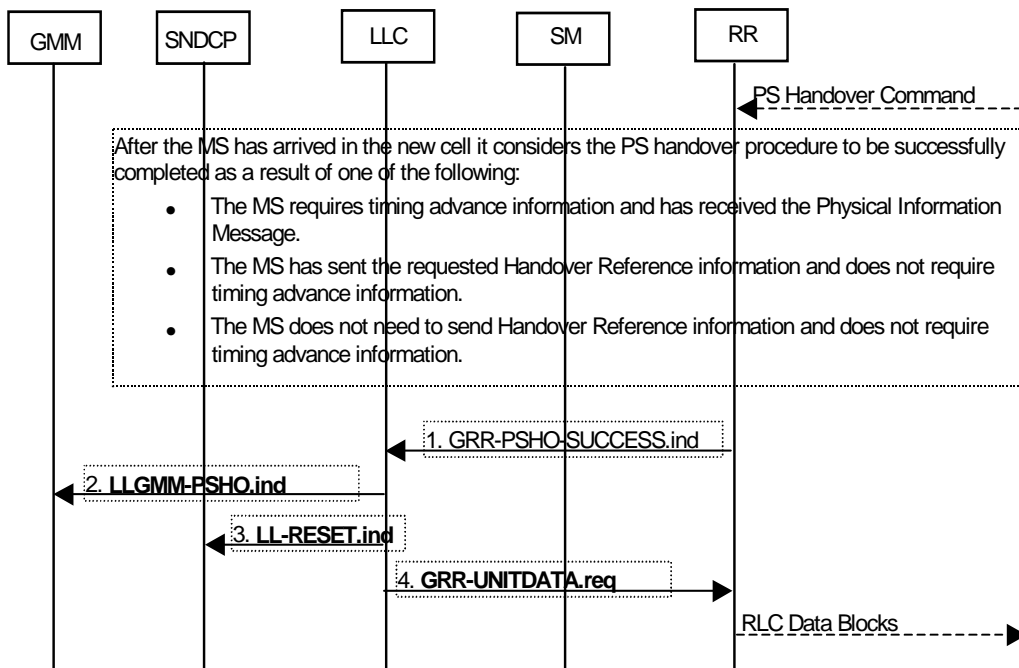 GMM
SNDCP
LLC
SM
RR
PS Handover Command
After the MS has arrived in the new cell it considers the PS handover procedure to be successfully
completed as a result of one of the following:
• The MS requires timing advance information and has received the Physical Information
Message.
• The MS has sent the requested Handover Reference information and does not require
timing advance information.
• The MS does not need to send Handover Reference information and does not require
timing advance information.
1. GRR-PSHO-SUCCESS.ind
2. LLGMM-PSHO.ind
3. LL-RESET.ind
4. GRR-UNITDATA.req
RLC Data Blocks